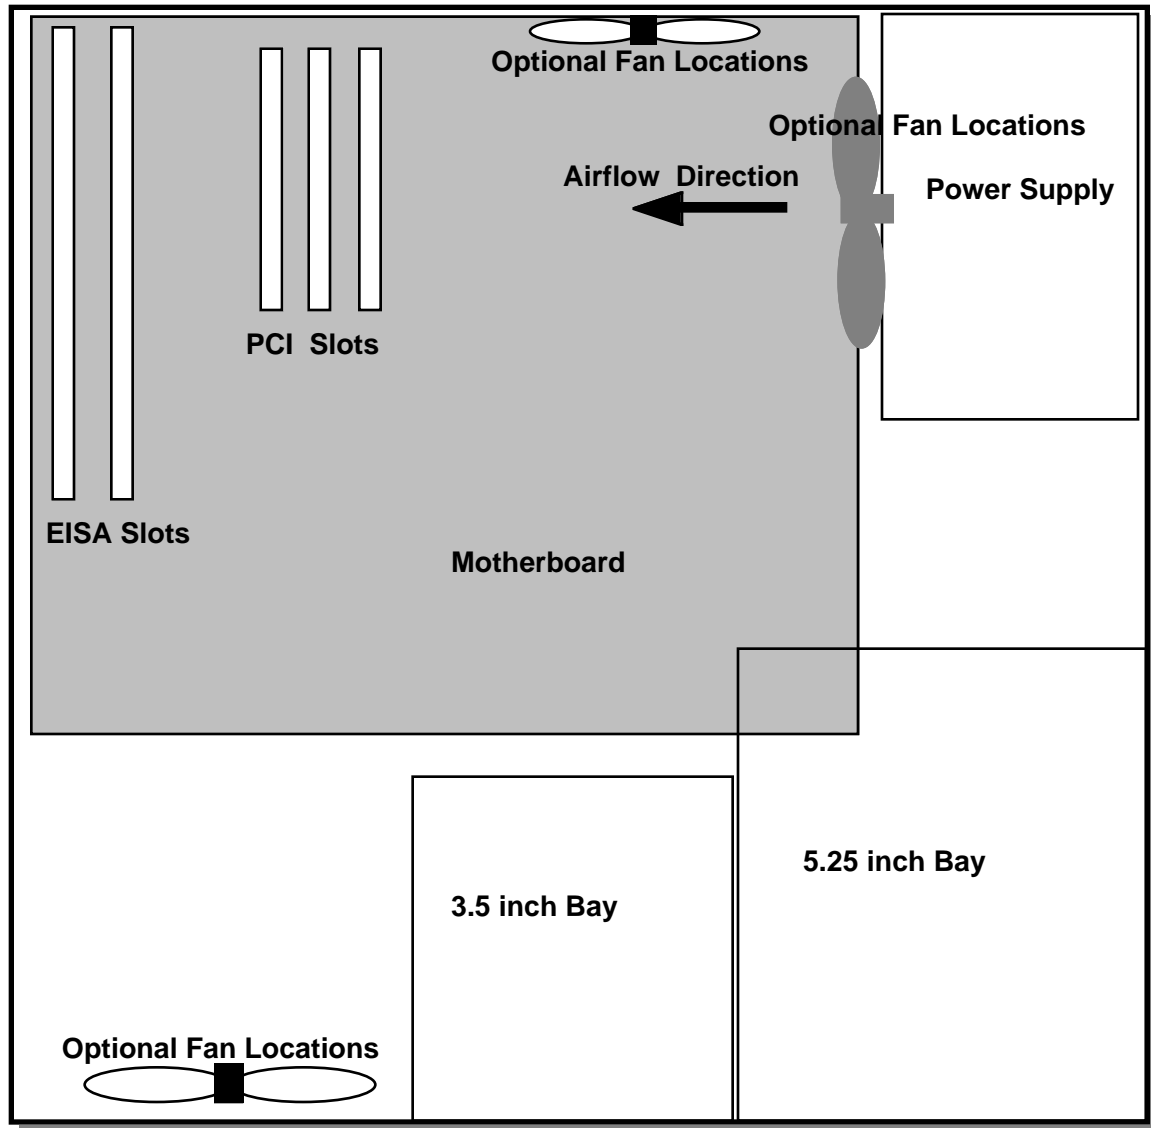 Optional Fan Locations
Optional Fan Locations
Airflow Direction
Power Supply
PCI Slots
EISA Slots
Motherboard
5.25 inch Bay
3.5 inch Bay
Optional Fan Locations